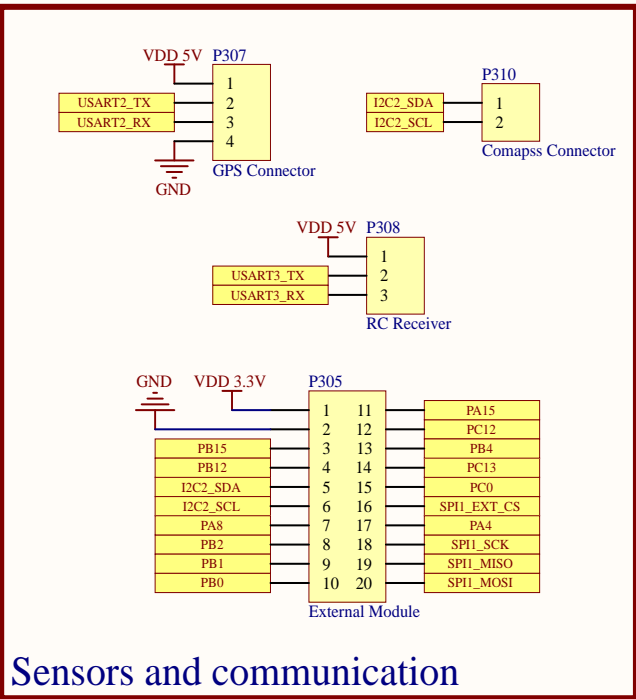 VDD 5V P307
1
USART2_TX 2
USART2_RX 3
4
GPS Connector
GND
P310
I2C2_SDA 1
I2C2_SCL 2
Comapss Connector
VDD 5V P308
1
USART3_TX 2
USART3_RX 3
RC Receiver
GND VDD 3.3V P305
1 11 PA15
2 12 PC12
PB15 3 13 PB4
PB12 4 14 PC13
I2C2_SDA 5 15 PC0
I2C2_SCL 6 16 SPI1_EXT_CS
PA8 7 17 PA4
PB2 8 18 SPI1_SCK
PB1 9 19 SPI1_MISO
PB0 10 20 SPI1_MOSI
External Module
Sensors and communication